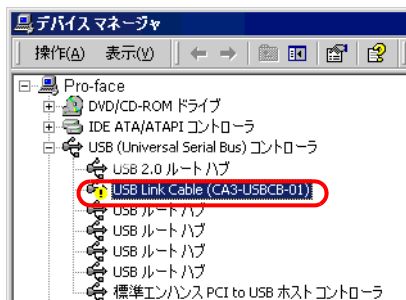 デバイス マネージャ
操作(A) 表示(V)
Pro-face
DVD/CD-ROM ドライブ
IDE ATA/ATAPI コントローラ
USB (Universal Serial Bus) コントローラ
USB 2.0 ルート ハブ
USB Link Cable (CA3-USBCB-01)
USB ルート ハブ
USB ルート ハブ
USB ルート ハブ
USB ルート ハブ
標準エンハンス PCI to USB ホスト コントローラ